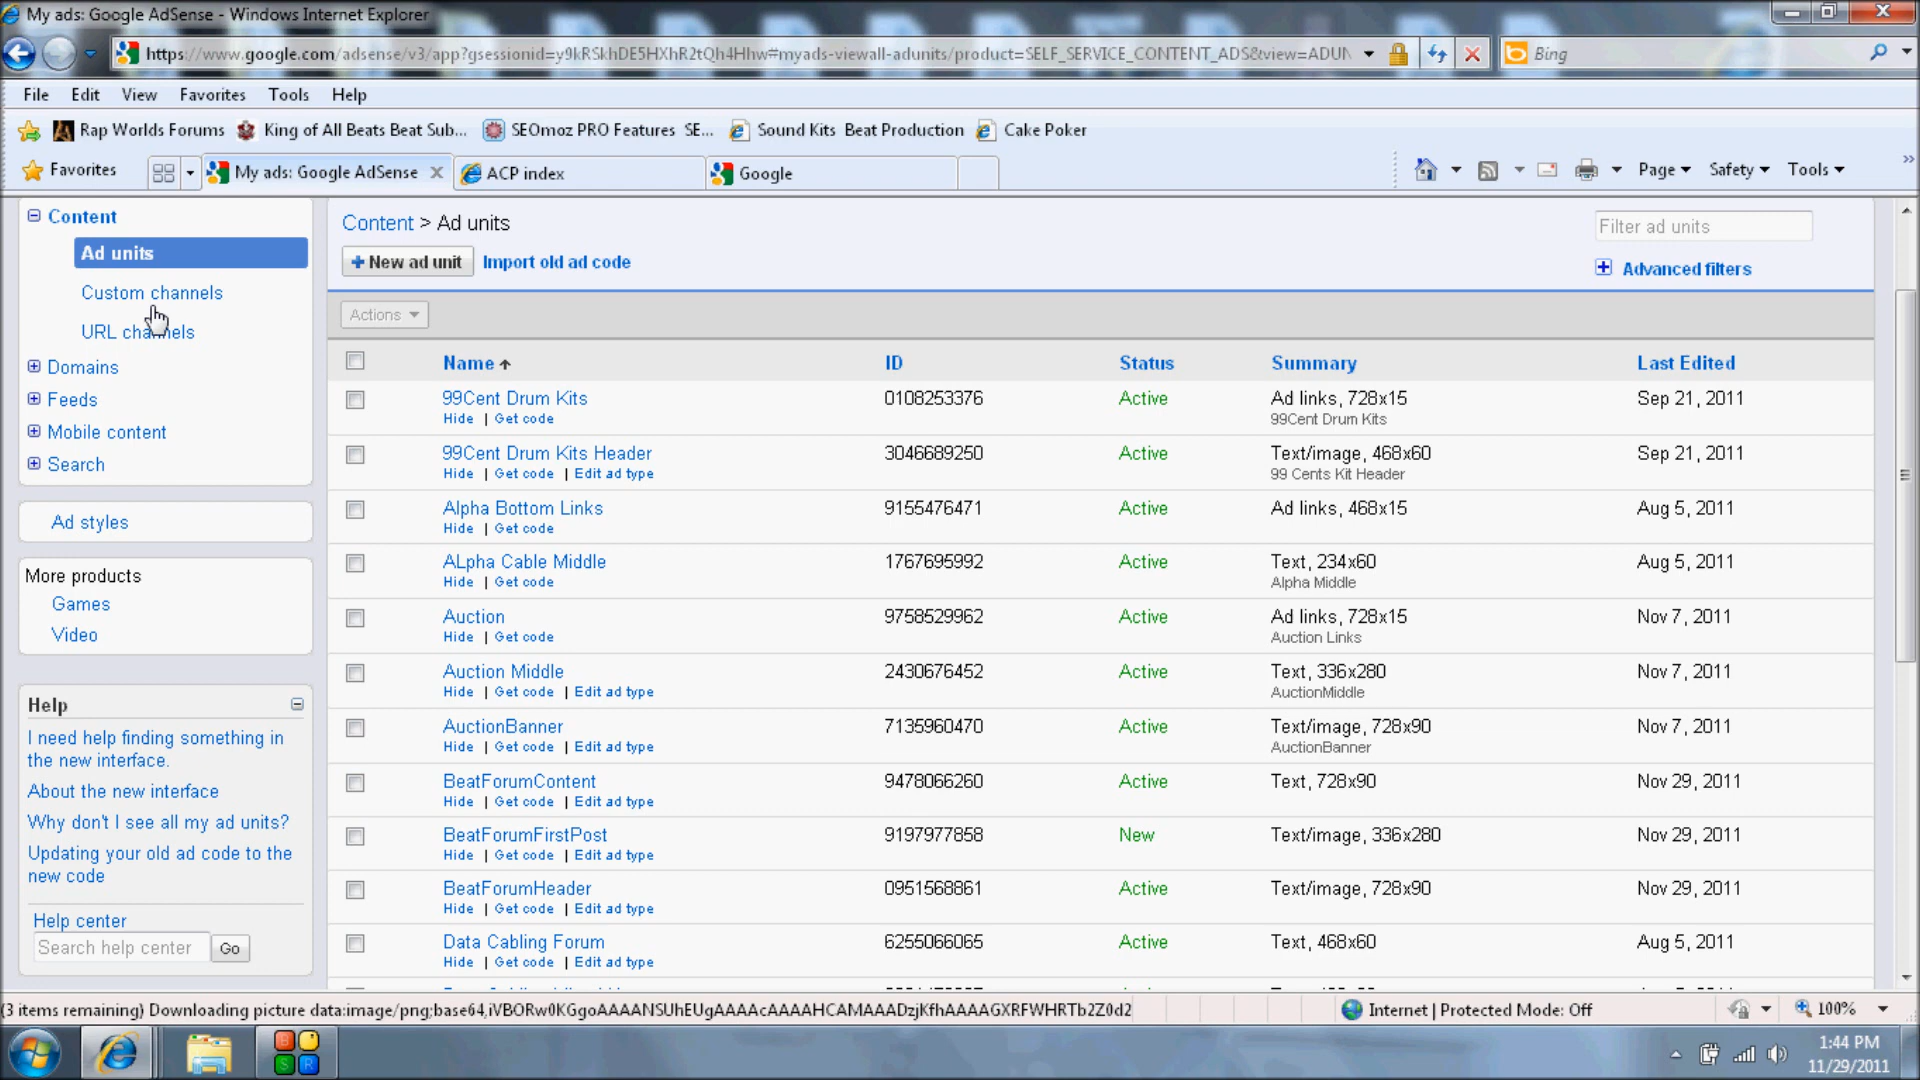 My ads: Google AdSense - Windows Internet Explorer
https://www.google.com/adsense/v3/app?gsessionid=y9kRSkhDE5HXhR2tQh4Hhw#myads-viewall-adunits/product=SELF_SERVICE_CONTENT_ADS&view=ADUN
Bing
File Edit View Favorites Tools Help
Rap Worlds Forums King of All Beats Beat Sub... SEOmoz PRO Features SE... Sound Kits Beat Production Cake Poker
Favorites My ads: Google AdSense ACP index Google Page Safety Tools
Content
Ad units
Custom channels
URL channels
Domains
Feeds
Mobile content
Search
Ad styles
More products
Games
Video
Help
I need help finding something in
the new interface.
About the new interface
Why don't I see all my ad units?
Updating your old ad code to the
new code
Help center
Search help center Go
Content > Ad units
Filter ad units
New ad unit Import old ad code
Advanced filters
Actions
Name ID Status Summary Last Edited
99Cent Drum Kits 0108253376 Active Ad links, 728x15 Sep 21, 2011
Hide | Get code 99Cent Drum Kits
99Cent Drum Kits Header 3046689250 Active Text/image, 468x60 Sep 21, 2011
Hide | Get code | Edit ad type 99 Cents Kit Header
Alpha Bottom Links 9155476471 Active Ad links, 468x15 Aug 5, 2011
Hide | Get code
ALpha Cable Middle 1767695992 Active Text, 234x60 Aug 5, 2011
Hide | Get code Alpha Middle
Auction 9758529962 Active Ad links, 728x15 Nov 7, 2011
Hide | Get code Auction Links
Auction Middle 2430676452 Active Text, 336x280 Nov 7, 2011
Hide | Get code | Edit ad type AuctionMiddle
AuctionBanner 7135960470 Active Text/image, 728x90 Nov 7, 2011
Hide | Get code | Edit ad type AuctionBanner
BeatForumContent 9478066260 Active Text, 728x90 Nov 29, 2011
Hide | Get code | Edit ad type
BeatForumFirstPost 9197977858 New Text/image, 336x280 Nov 29, 2011
Hide | Get code | Edit ad type
BeatForumHeader 0951568861 Active Text/image, 728x90 Nov 29, 2011
Hide | Get code | Edit ad type
Data Cabling Forum 6255066065 Active Text, 468x60 Aug 5, 2011
Hide | Get code | Edit ad type
(3 items remaining) Downloading picture data:image/png;base64,iVBORw0KGgoAAAANSUhEUgAAAAcAAAAHCAMAAADzjKfhAAAAGXRFWHRTb2Z0d2
Internet | Protected Mode: Off 100%
B S R
1:44 PM
11/29/2011